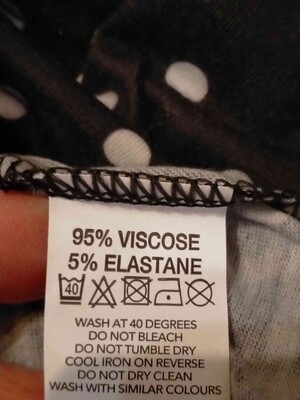 95% VISCOSE
5% ELASTANE
40
WASH AT 40 DEGREES
DO NOT BLEACH
DO NOT TUMBLE DRY
COOL IRON ON REVERSE
DO NOT DRY CLEAN
WASH WITH SIMILAR COLOURS